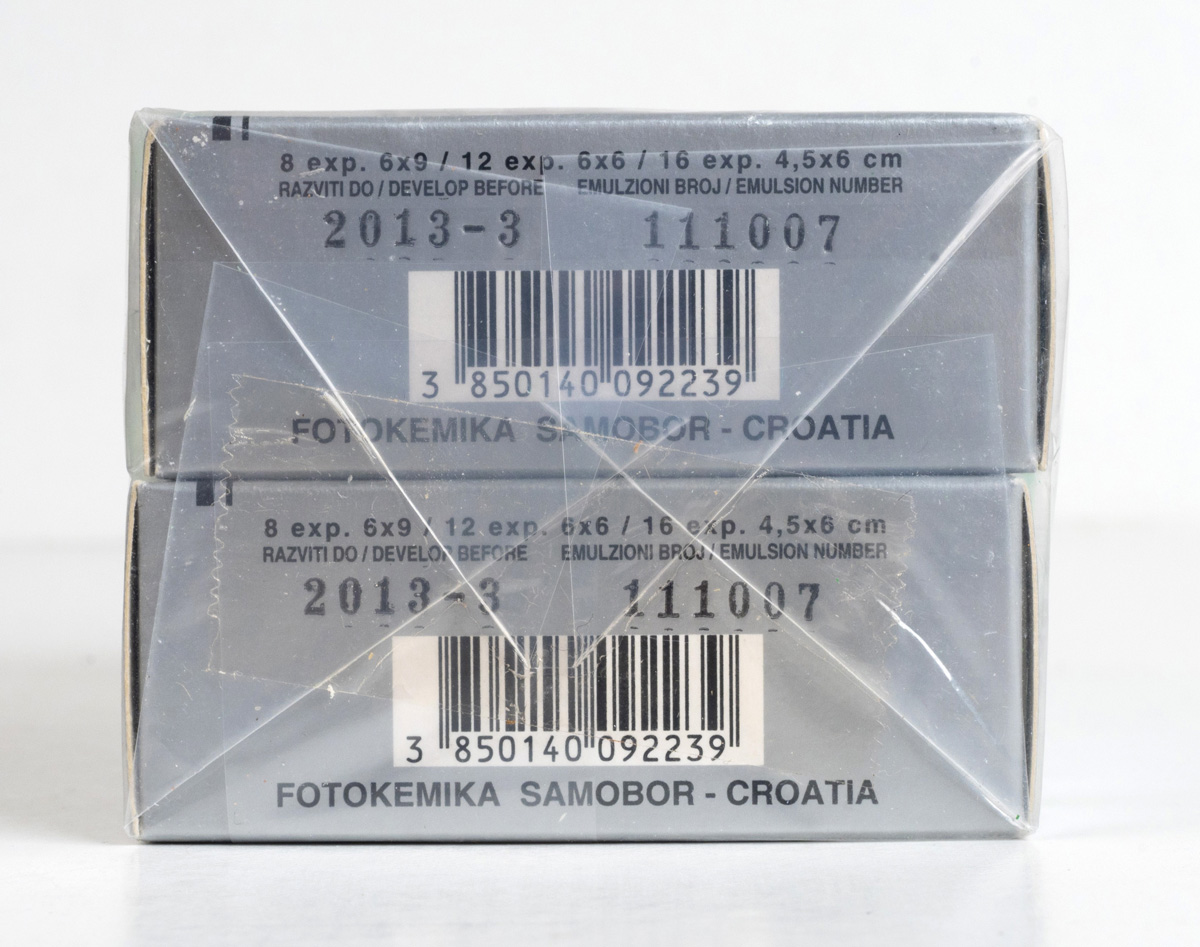 8 exp. 6x9 / 12 exp. 6x6 / 16 exp. 4,5x6 cm
RAZVITI DO / DEVELOP BEFORE EMULZIONI BROJ / EMULSION NUMBER
2013-3 111007
3 850140 092239
FOTOKEMIKA SAMOBOR - CROATIA
8 exp. 6x9 / 12 exp. 6x6 / 16 exp. 4,5x6 cm
RAZVITI DO / DEVELOP BEFORE EMULZIONI BROJ / EMULSION NUMBER
2013-3 111007
3 850140 092239
FOTOKEMIKA SAMOBOR - CROATIA